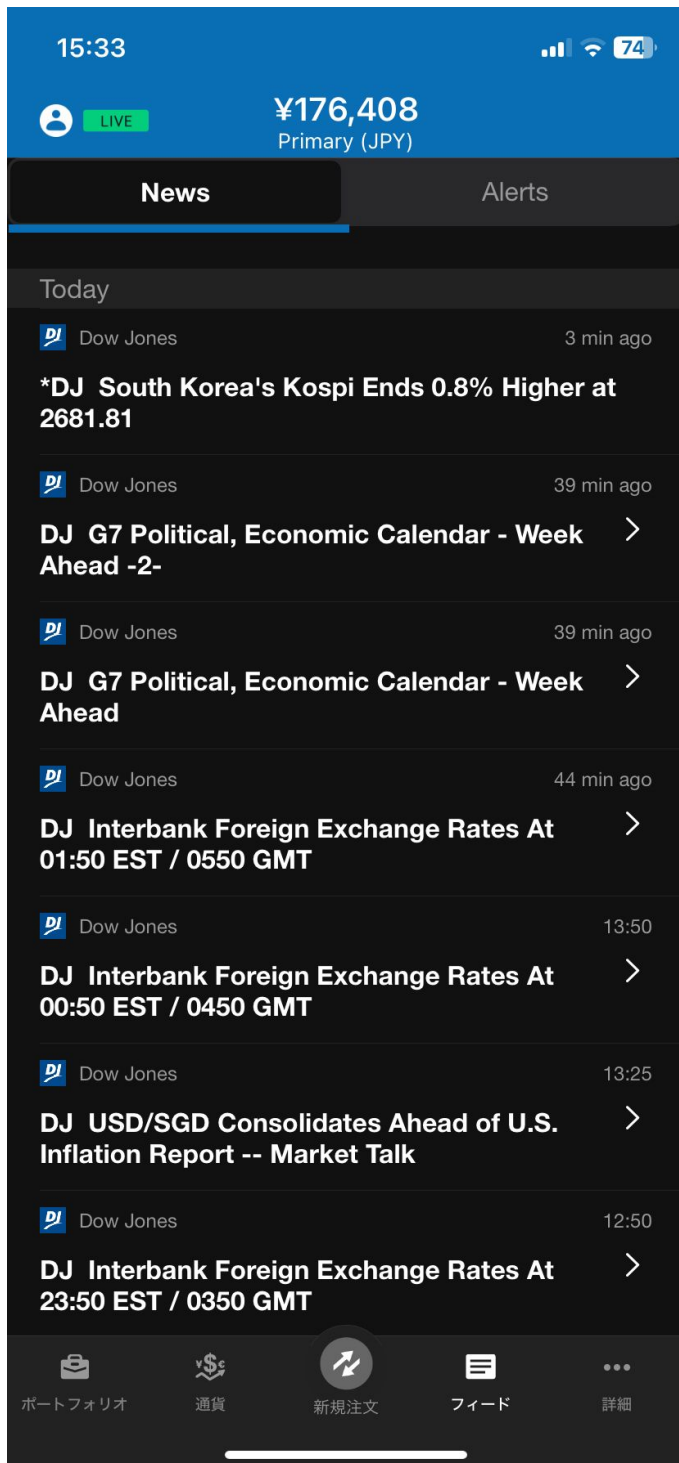 15:33
74
LIVE
¥176,408
Primary (JPY)
News
Alerts
Today
DJ Dow Jones
3 min ago
*DJ South Korea's Kospi Ends 0.8% Higher at
2681.81
DJ Dow Jones
39 min ago
DJ G7 Political, Economic Calendar - Week
Ahead -2-
DJ Dow Jones
39 min ago
DJ G7 Political, Economic Calendar - Week
Ahead
DJ Dow Jones
44 min ago
DJ Interbank Foreign Exchange Rates At
01:50 EST / 0550 GMT
DJ Dow Jones
13:50
DJ Interbank Foreign Exchange Rates At
00:50 EST / 0450 GMT
DJ Dow Jones
13:25
DJ USD/SGD Consolidates Ahead of U.S.
Inflation Report -- Market Talk
DJ Dow Jones
12:50
DJ Interbank Foreign Exchange Rates At
23:50 EST / 0350 GMT
ポートフォリオ
通貨
新規注文
フィード
詳細